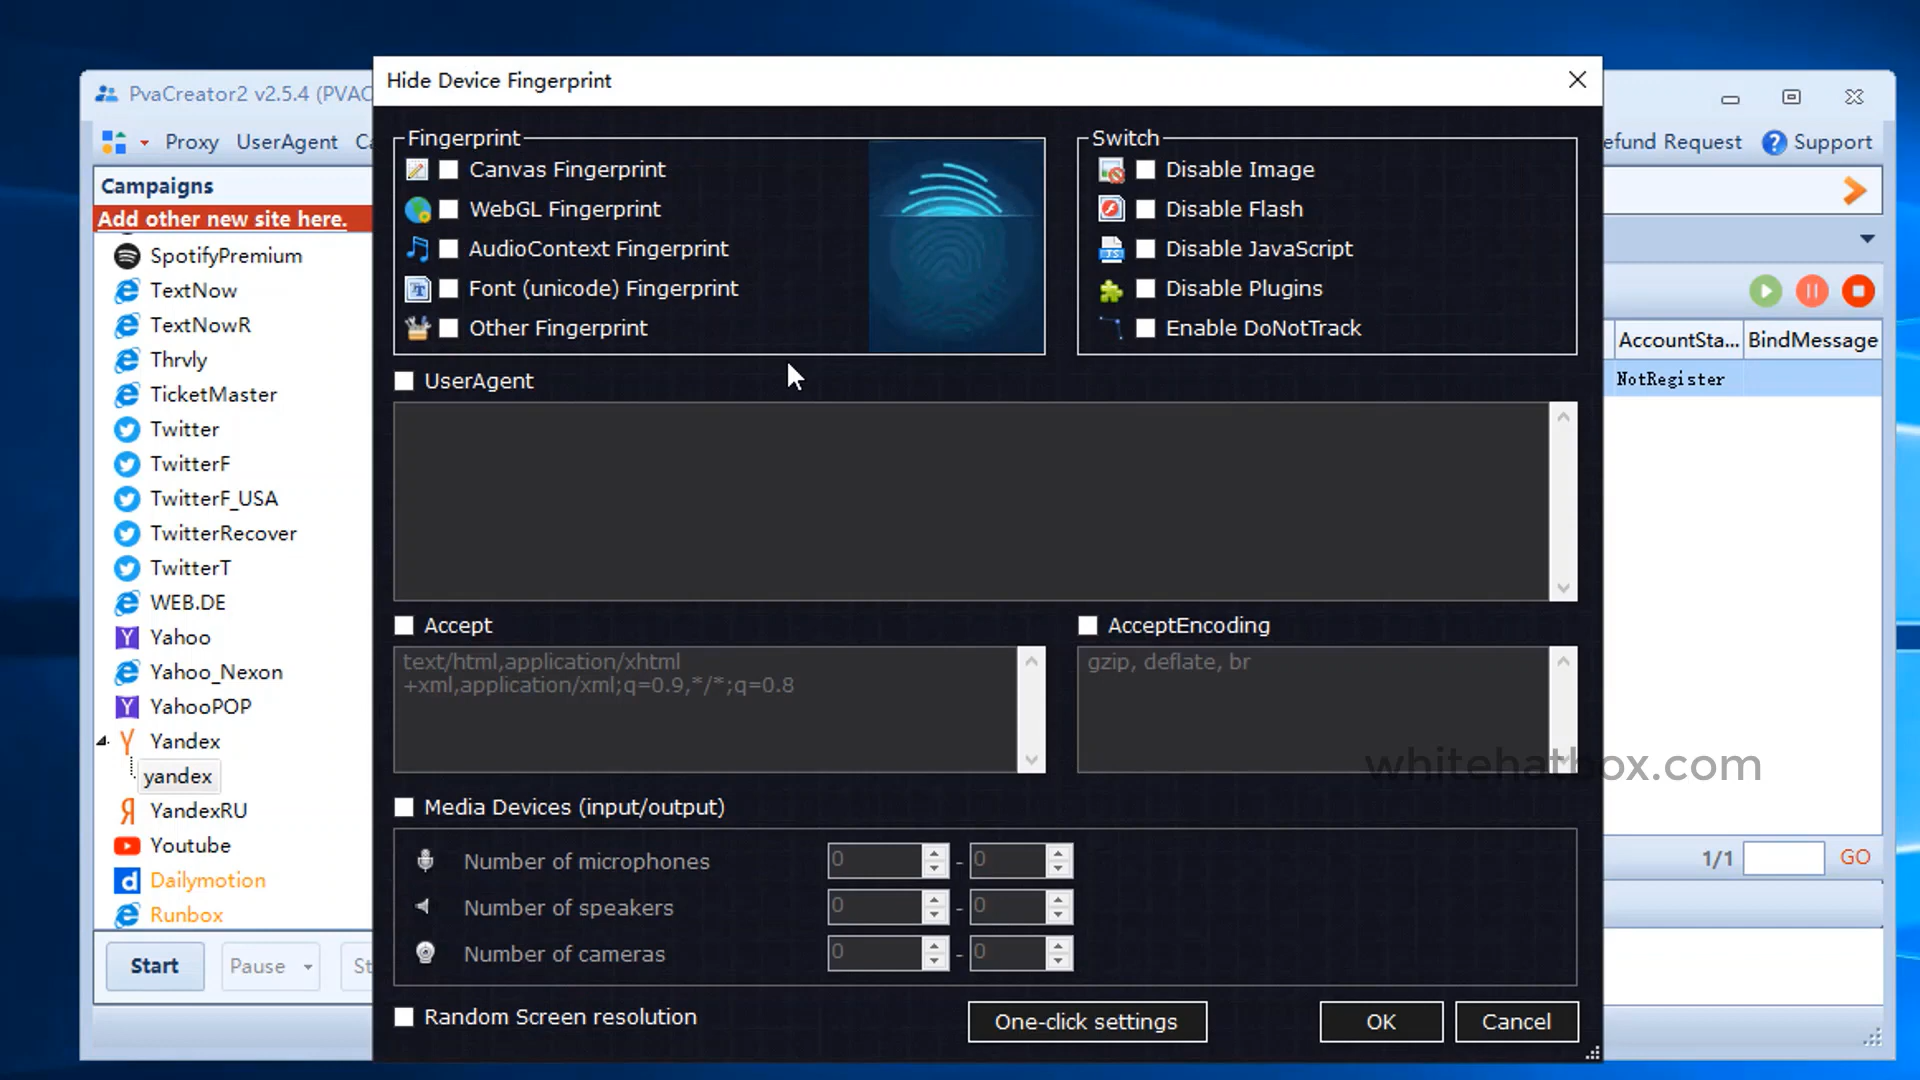 PvaCreator2 v2.5.4 (PVAC
Proxy
UserAgent
Ca
Campaigns
Add other new site here.
SpotifyPremium
TextNow
TextNowR
Thrvly
TicketMaster
Twitter
TwitterF
TwitterF_USA
TwitterRecover
TwitterT
WEB.DE
Yahoo
Yahoo_Nexon
YahooPOP
Yandex
yandex
YandexRU
Youtube
Dailymotion
Runbox
Start
Pause
St
Hide Device Fingerprint
Fingerprint
Canvas Fingerprint
WebGL Fingerprint
AudioContext Fingerprint
Font (unicode) Fingerprint
Other Fingerprint
Switch
Disable Image
Disable Flash
Disable JavaScript
Disable Plugins
Enable DoNotTrack
UserAgent
Accept
text/html,application/xhtml
+xml,application/xml;q=0.9,*/*;q=0.8
AcceptEncoding
gzip, deflate, br
Media Devices (input/output)
Number of microphones
0 - 0
Number of speakers
0 - 0
Number of cameras
0 - 0
Random Screen resolution
One-click settings
OK
Cancel
efund Request
Support
AccountSta...
BindMessage
NotRegister
1/1
GO
whitehatbox.com